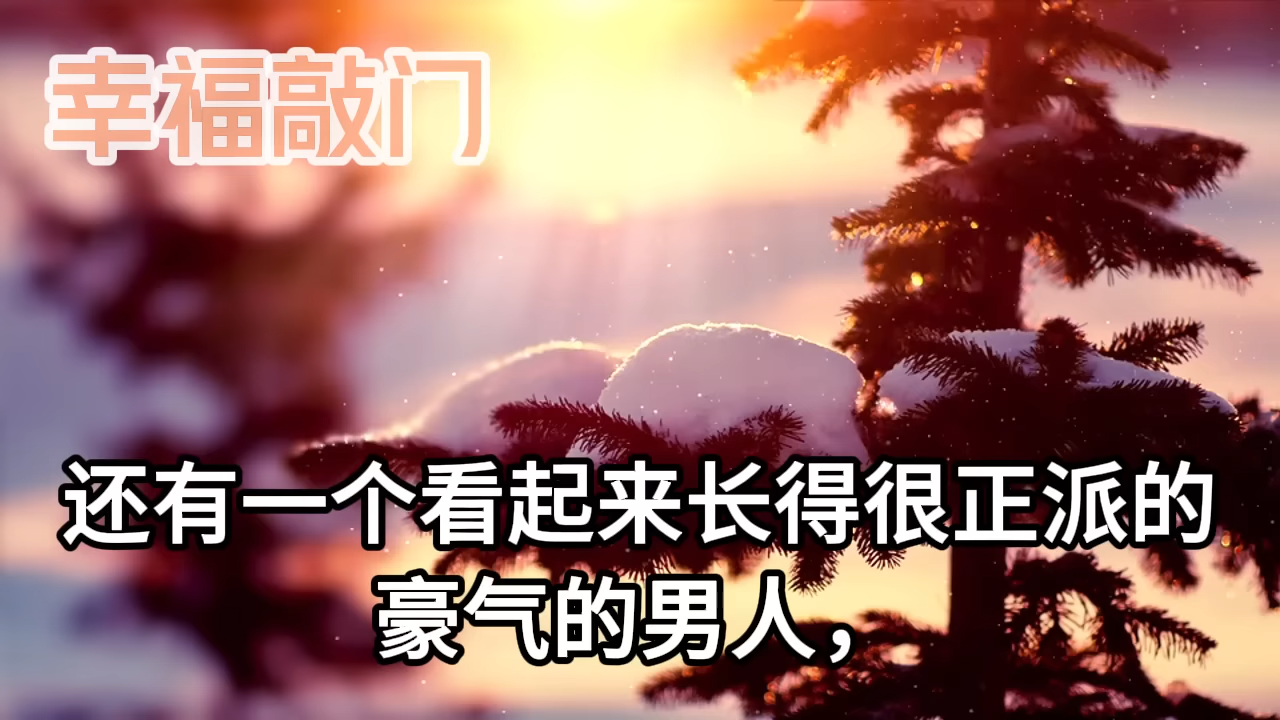 幸福敲门
还有一个看起来长得很正派的
豪气的男人，